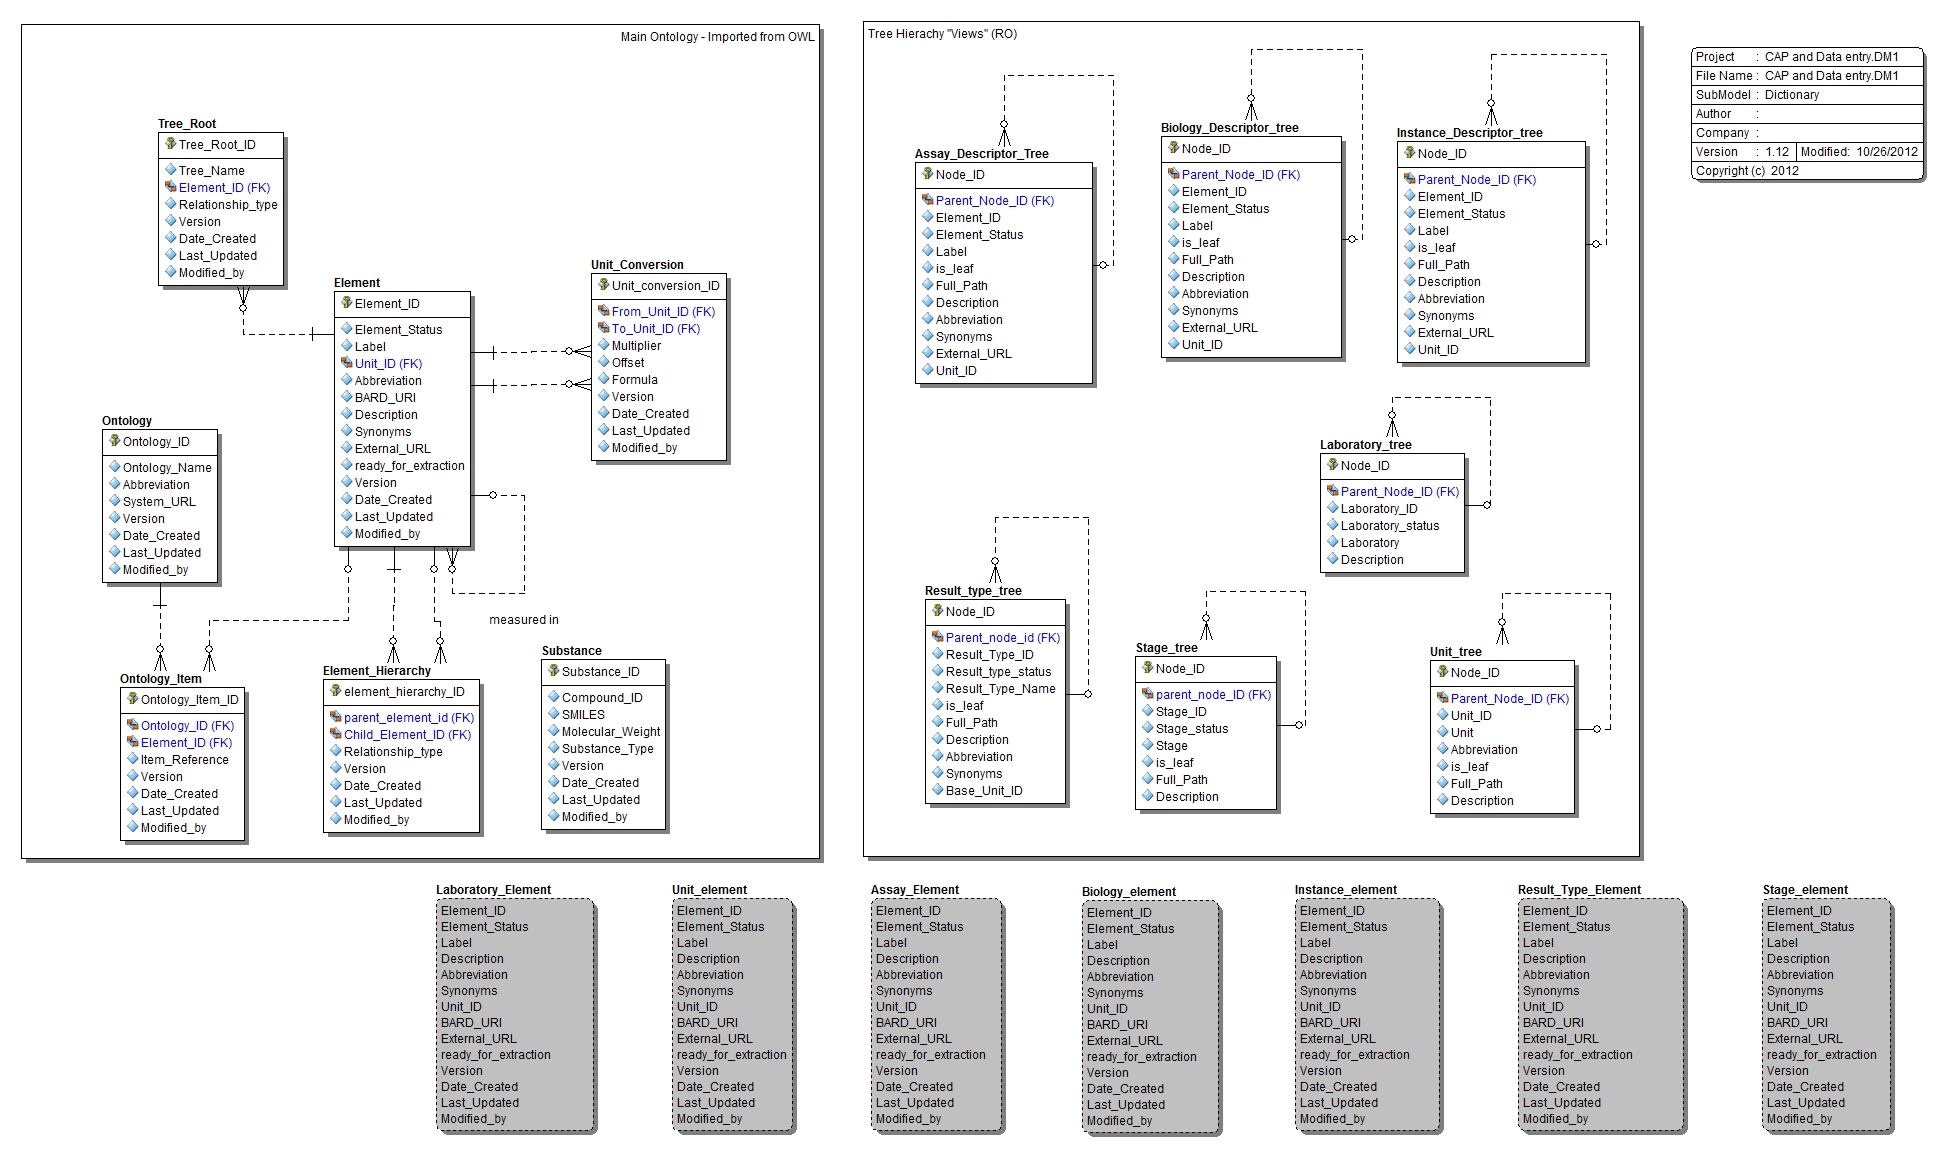 Main Ontology - Imported from OWL
Tree_Root
Tree_Root_ID
Tree_Name
Element_ID (FK)
Relationship_type
Version
Date_Created
Last_Updated
Modified_by
Element
Element_ID
Element_Status
Label
Unit_ID (FK)
Abbreviation
BARD_URI
Description
Synonyms
External_URL
ready_for_extraction
Version
Date_Created
Last_Updated
Modified_by
Unit_Conversion
Unit_conversion_ID
From_Unit_ID (FK)
To_Unit_ID (FK)
Multiplier
Offset
Formula
Version
Date_Created
Last_Updated
Modified_by
Ontology
Ontology_ID
Ontology_Name
Abbreviation
System_URL
Version
Date_Created
Last_Updated
Modified_by
measured in
Ontology_Item
Ontology_Item_ID
Ontology_ID (FK)
Element_ID (FK)
Item_Reference
Version
Date_Created
Last_Updated
Modified_by
Element_Hierarchy
element_hierarchy_ID
parent_element_id (FK)
Child_Element_ID (FK)
Relationship_type
Version
Date_Created
Last_Updated
Modified_by
Substance
Substance_ID
Compound_ID
SMILES
Molecular_Weight
Substance_Type
Version
Date_Created
Last_Updated
Modified_by
Tree Hierachy "Views" (RO)
Assay_Descriptor_Tree
Node_ID
Parent_Node_ID (FK)
Element_ID
Element_Status
Label
is_leaf
Full_Path
Description
Abbreviation
Synonyms
External_URL
Unit_ID
Biology_Descriptor_tree
Node_ID
Parent_Node_ID (FK)
Element_ID
Element_Status
Label
is_leaf
Full_Path
Description
Abbreviation
Synonyms
External_URL
Unit_ID
Instance_Descriptor_tree
Node_ID
Parent_Node_ID (FK)
Element_ID
Element_Status
Label
is_leaf
Full_Path
Description
Abbreviation
Synonyms
External_URL
Unit_ID
Laboratory_tree
Node_ID
Parent_Node_ID (FK)
Laboratory_ID
Laboratory_status
Laboratory
Description
Result_type_tree
Node_ID
Parent_node_id (FK)
Result_Type_ID
Result_type_status
Result_Type_Name
is_leaf
Full_Path
Description
Abbreviation
Synonyms
Base_Unit_ID
Stage_tree
Node_ID
parent_node_ID (FK)
Stage_ID
Stage_status
Stage
is_leaf
Full_Path
Description
Unit_tree
Node_ID
Parent_Node_ID (FK)
Unit_ID
Unit
Abbreviation
is_leaf
Full_Path
Description
Project : CAP and Data entry.DM1
File Name : CAP and Data entry.DM1
SubModel : Dictionary
Author :
Company :
Version : 1.12 Modified: 10/26/2012
Copyright (c) 2012
Laboratory_Element
Element_ID
Element_Status
Label
Description
Abbreviation
Synonyms
Unit_ID
BARD_URI
External_URL
ready_for_extraction
Version
Date_Created
Last_Updated
Modified_by
Unit_element
Element_ID
Element_Status
Label
Description
Abbreviation
Synonyms
Unit_ID
BARD_URI
External_URL
ready_for_extraction
Version
Date_Created
Last_Updated
Modified_by
Assay_Element
Element_ID
Element_Status
Label
Description
Abbreviation
Synonyms
Unit_ID
BARD_URI
External_URL
ready_for_extraction
Version
Date_Created
Last_Updated
Modified_by
Biology_element
Element_ID
Element_Status
Label
Description
Abbreviation
Synonyms
Unit_ID
BARD_URI
External_URL
ready_for_extraction
Version
Date_Created
Last_Updated
Modified_by
Instance_element
Element_ID
Element_Status
Label
Description
Abbreviation
Synonyms
Unit_ID
BARD_URI
External_URL
ready_for_extraction
Version
Date_Created
Last_Updated
Modified_by
Result_Type_Element
Element_ID
Element_Status
Label
Description
Abbreviation
Synonyms
Unit_ID
BARD_URI
External_URL
ready_for_extraction
Version
Date_Created
Last_Updated
Modified_by
Stage_element
Element_ID
Element_Status
Label
Description
Abbreviation
Synonyms
Unit_ID
BARD_URI
External_URL
ready_for_extraction
Version
Date_Created
Last_Updated
Modified_by